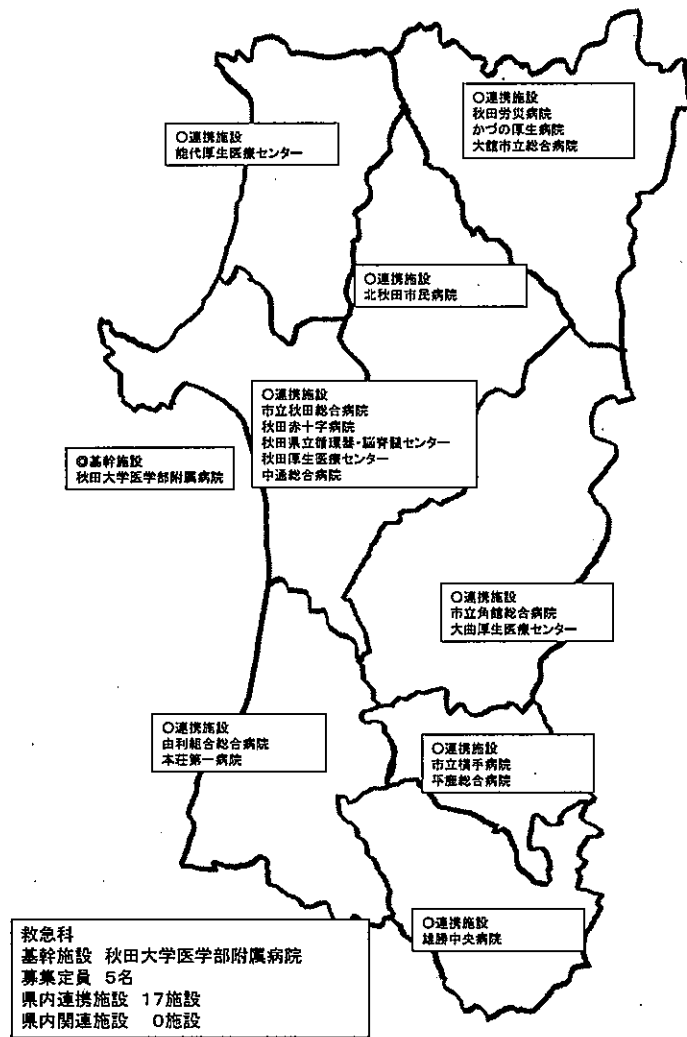 ○連携施設
秋田労災病院
かづの厚生病院
大館市立総合病院
○連携施設
能代厚生医療センター
○連携施設
北秋田市民病院
○連携施設
市立秋田総合病院
秋田赤十字病院
秋田県立循環器・脳脊髄センター
秋田厚生医療センター
中通総合病院
◎基幹施設
秋田大学医学部附属病院
○連携施設
市立角館総合病院
大曲厚生医療センター
○連携施設
由利組合総合病院
本荘第一病院
○連携施設
市立横手病院
平鹿総合病院
○連携施設
雄勝中央病院
救急科
基幹施設 秋田大学医学部附属病院
募集定員 5名
県内連携施設 17施設
県内関連施設 0施設